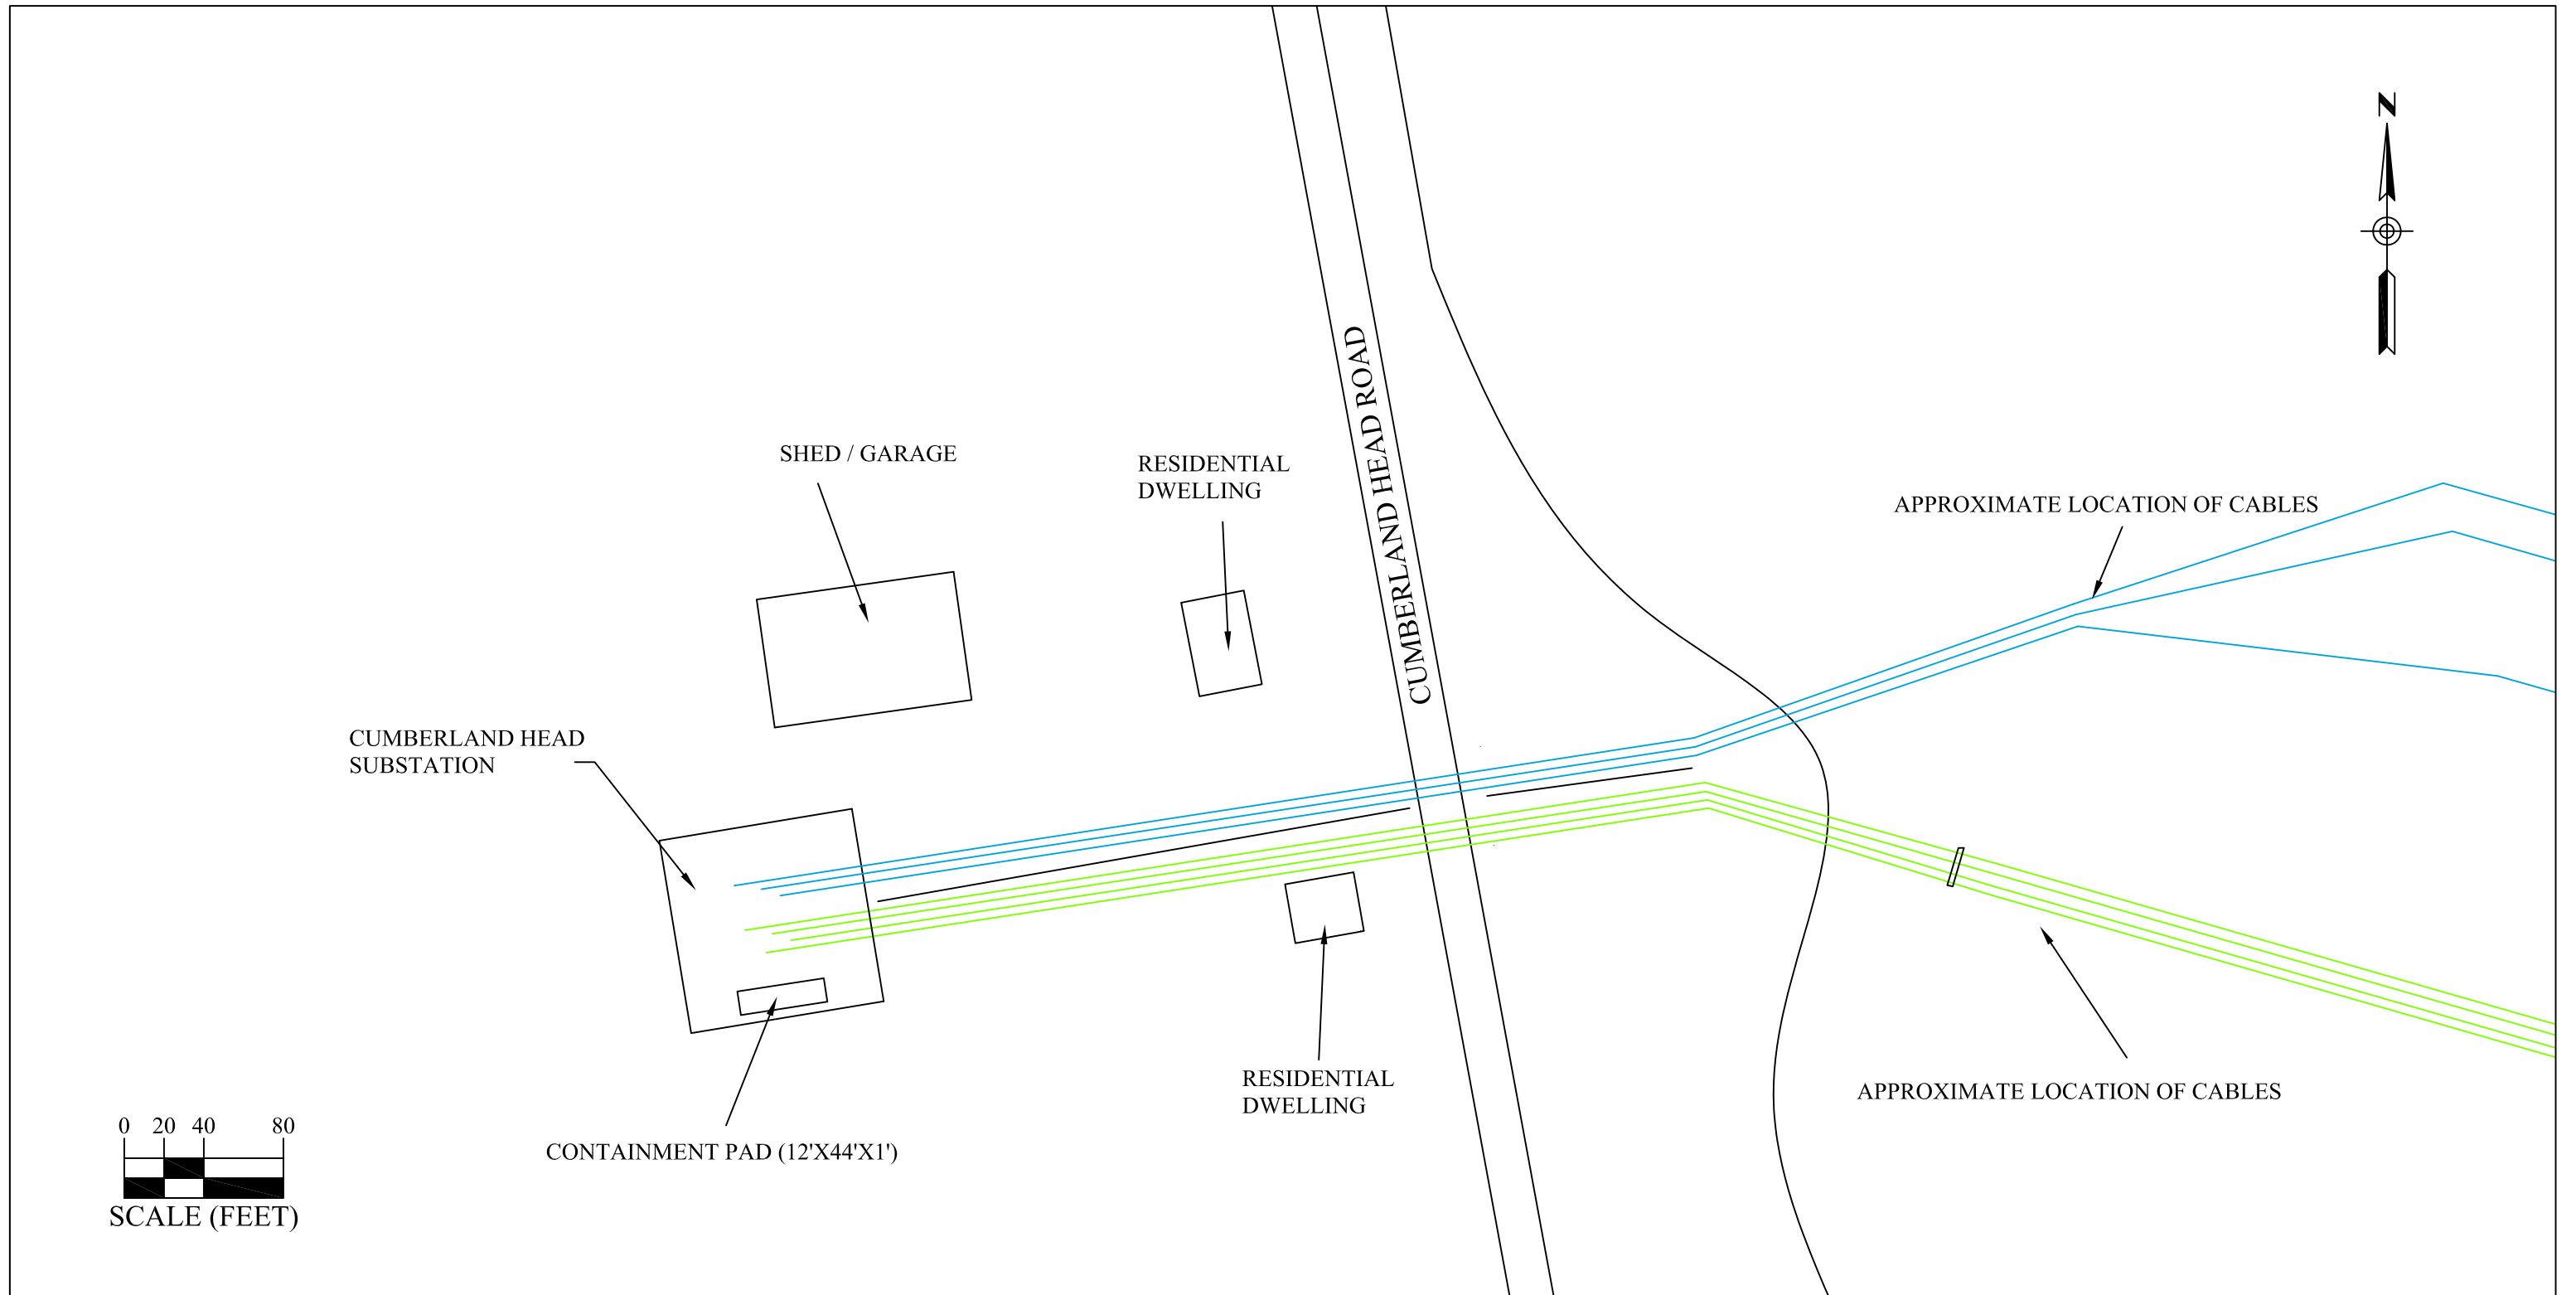 N
CUMBERLAND HEAD ROAD
SHED / GARAGE
RESIDENTIAL
DWELLING
APPROXIMATE LOCATION OF CABLES
CUMBERLAND HEAD
SUBSTATION
RESIDENTIAL
DWELLING
APPROXIMATE LOCATION OF CABLES
CONTAINMENT PAD (12'X44'X1')
0 20 40 80
SCALE (FEET)